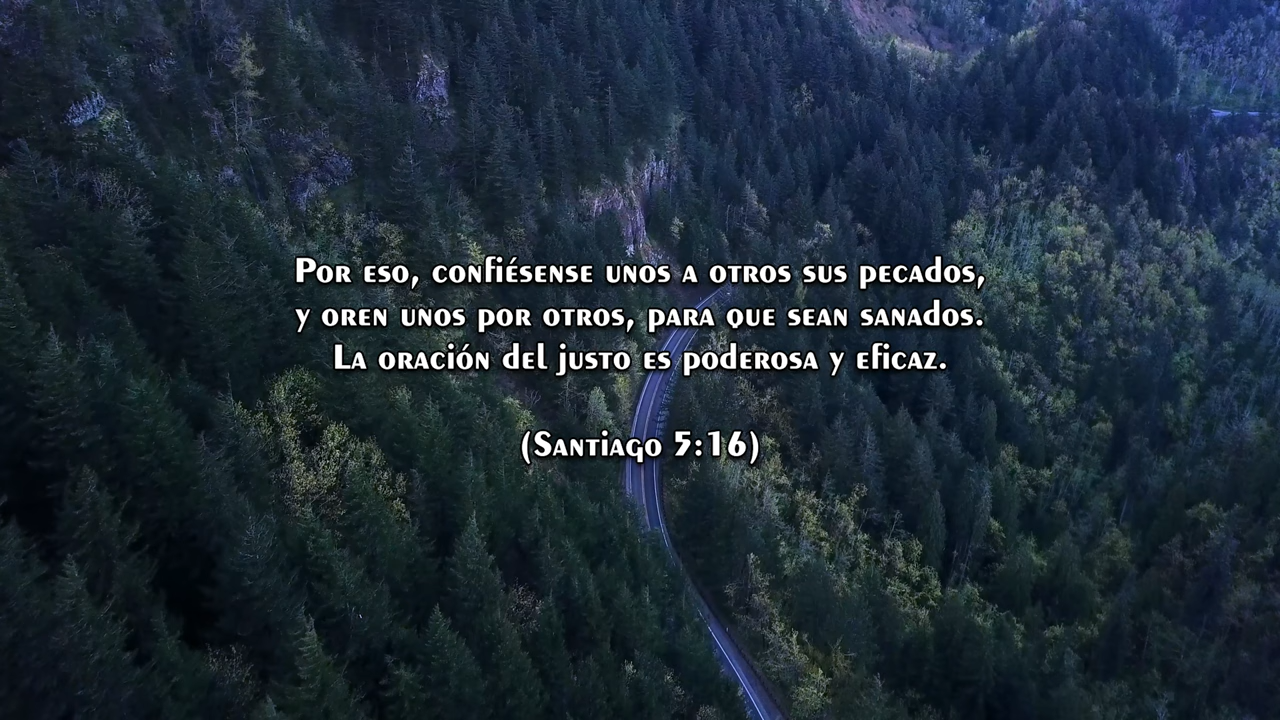 Por eso, confiésense unos a otros sus pecados,
y oren unos por otros, para que sean sanados.
La oración del justo es poderosa y eficaz.
(Santiago 5:16)